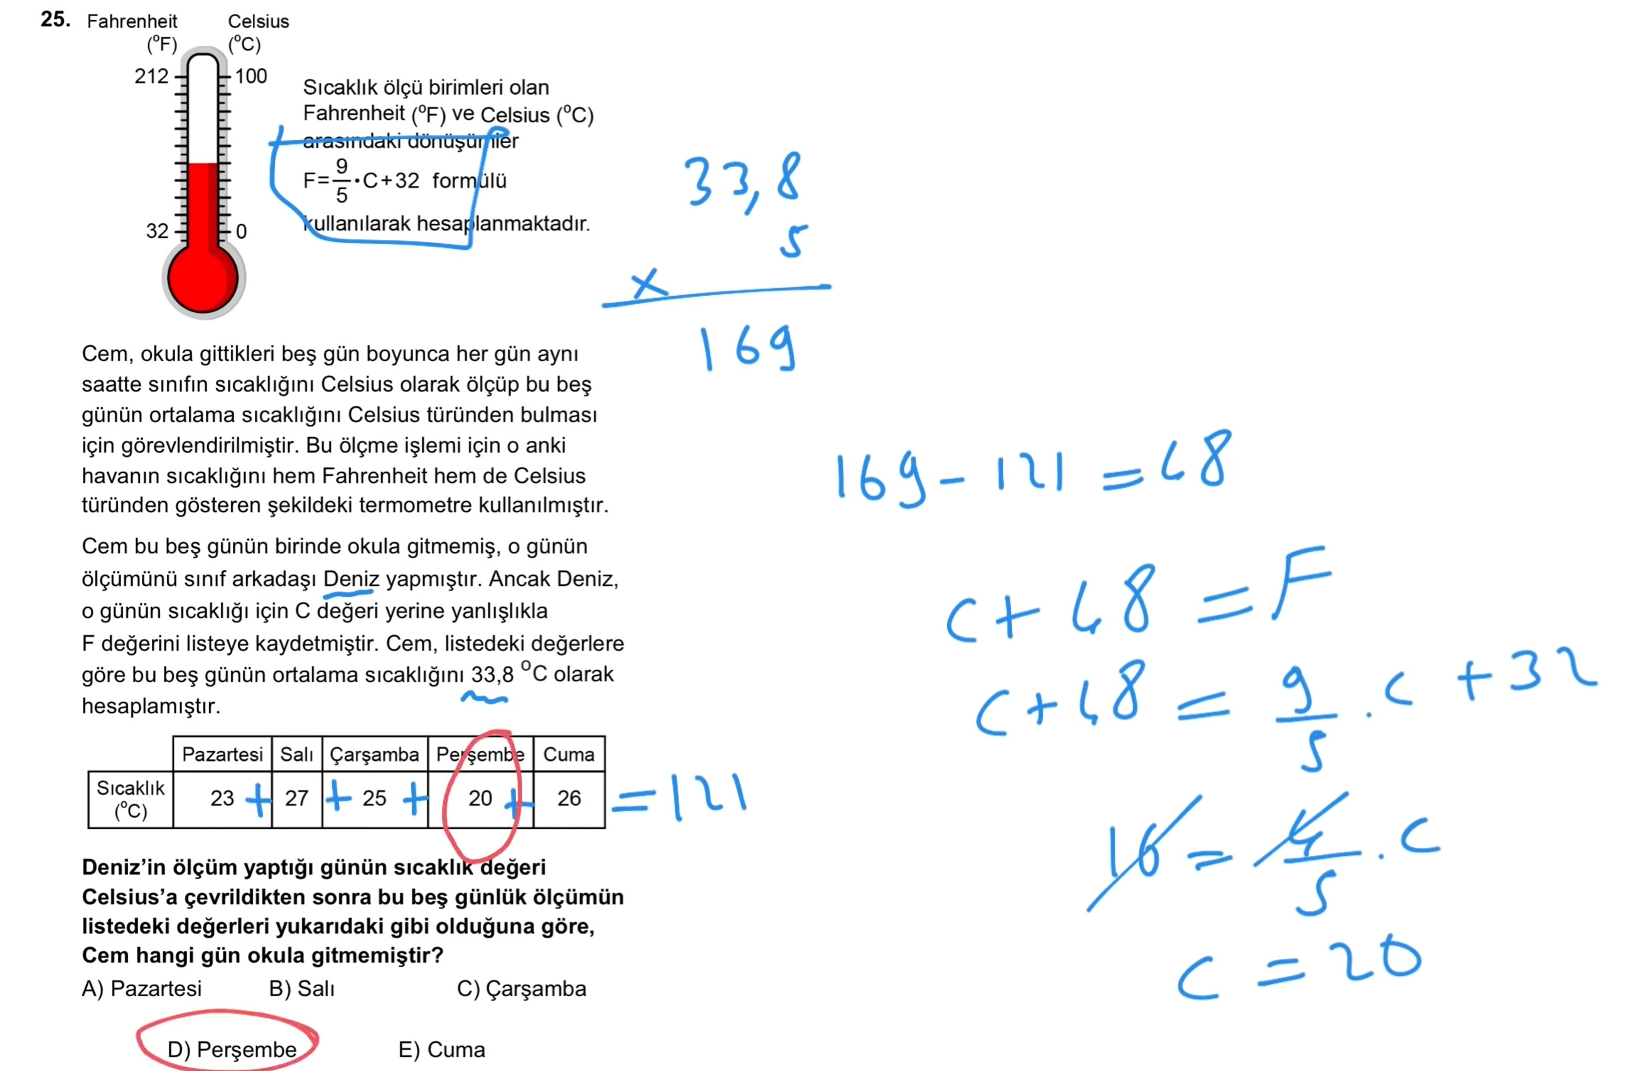 25. Fahrenheit Celsius
(°F) (°C)
212 100
Sıcaklık ölçü birimleri olan
Fahrenheit (°F) ve Celsius (°C)
arasındaki dönüşümler
F=9/5·C+32 formülü
kullanılarak hesaplanmaktadır.
32 0
33,8
5
x
169
Cem, okula gittikleri beş gün boyunca her gün aynı
saatte sınıfın sıcaklığını Celsius olarak ölçüp bu beş
günün ortalama sıcaklığını Celsius türünden bulması
için görevlendirilmiştir. Bu ölçme işlemi için o anki
havanın sıcaklığını hem Fahrenheit hem de Celsius
türünden gösteren şekildeki termometre kullanılmıştır.
Cem bu beş günün birinde okula gitmemiş, o günün
ölçümünü sınıf arkadaşı Deniz yapmıştır. Ancak Deniz,
o günün sıcaklığı için C değeri yerine yanlışlıkla
F değerini listeye kaydetmiştir. Cem, listedeki değerlere
göre bu beş günün ortalama sıcaklığını 33,8 °C olarak
hesaplamıştır.
Pazartesi Salı Çarşamba Perşembe Cuma
Sıcaklık (°C) 23 + 27 + 25 + 20 + 26 = 121
Deniz'in ölçüm yaptığı günün sıcaklık değeri
Celsius'a çevrildikten sonra bu beş günlük ölçümün
listedeki değerleri yukarıdaki gibi olduğuna göre,
Cem hangi gün okula gitmemiştir?
A) Pazartesi B) Salı C) Çarşamba
D) Perşembe E) Cuma
169 - 121 = 48
C + 48 = F
C + 48 = 9/5 . C + 32
16 = 4/5 . C
C = 20